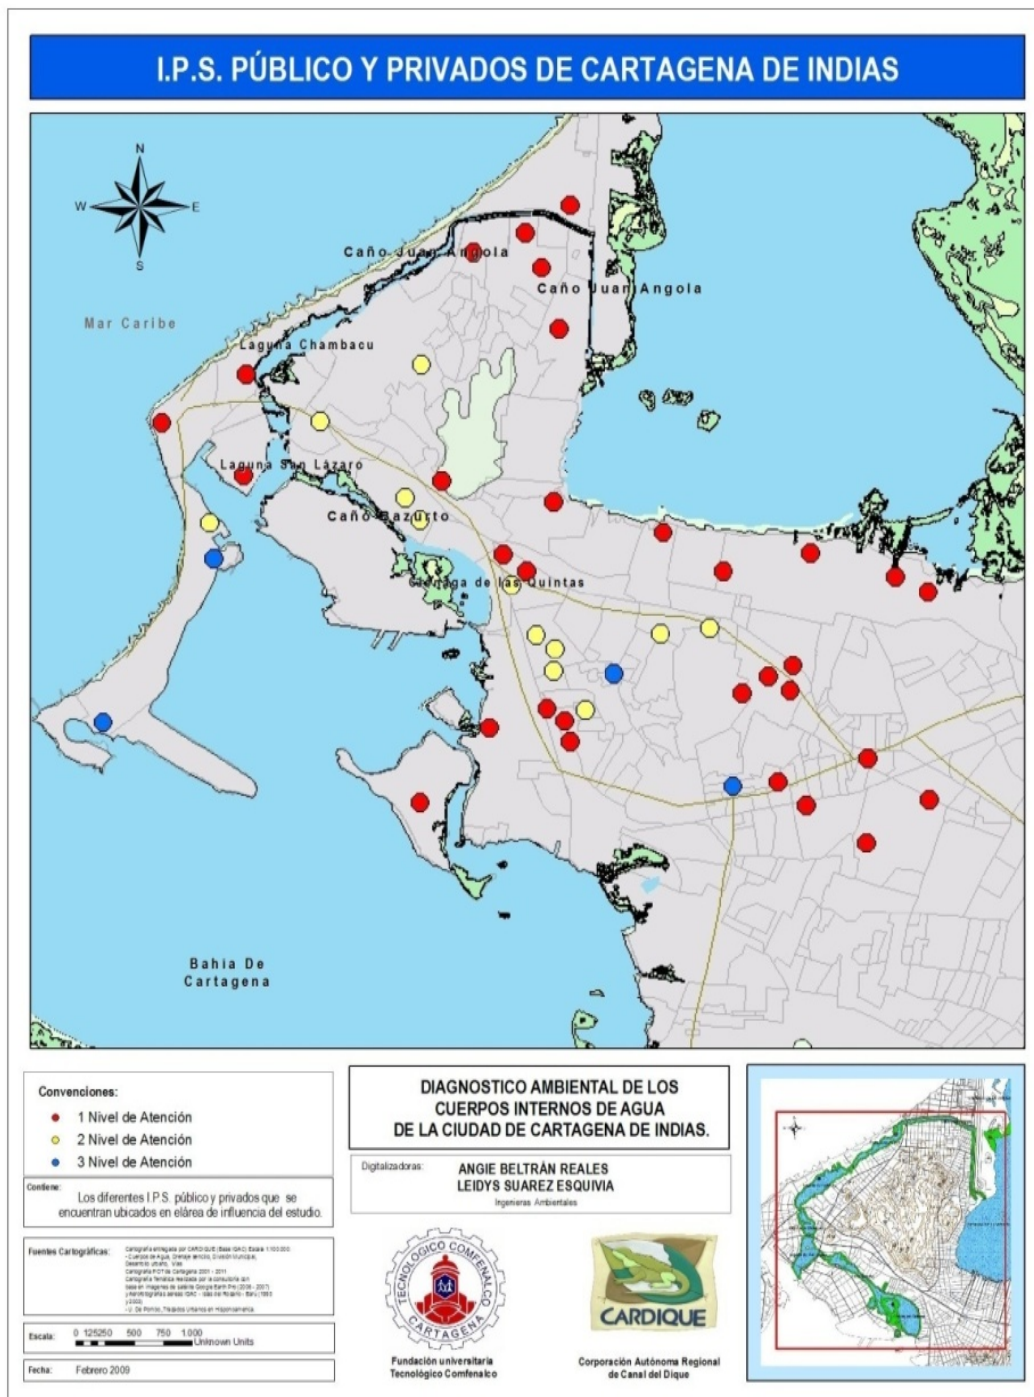 I.P.S. PÚBLICO Y PRIVADOS DE CARTAGENA DE INDIAS
N
W E
S
Caño Juan Angola
Caño Juan Angola
Mar Caribe
Laguna Chambacu
Laguna San Lázaro
Caño Bazurto
Ciénaga de las Quintas
Bahia De
Cartagena
Convenciones:
1 Nivel de Atención
2 Nivel de Atención
3 Nivel de Atención
Contiene:
Los diferentes I.P.S. público y privados que se
encuentran ubicados en elárea de influencia del estudio.
Fuentes Cartográficas:
Escala: 0 125250 500 750 1.000
Unknown Units
Fecha: Febrero 2009
DIAGNOSTICO AMBIENTAL DE LOS
CUERPOS INTERNOS DE AGUA
DE LA CIUDAD DE CARTAGENA DE INDIAS.
Digitalizadoras: ANGIE BELTRÁN REALES
LEIDYS SUAREZ ESQUIVIA
Ingenieras Ambientales
TECNOLOGICO COMFENALCO
CARTAGENA
Fundación universitaria
Tecnológico Comfenalco
CARDIQUE
Corporación Autónoma Regional
de Canal del Dique